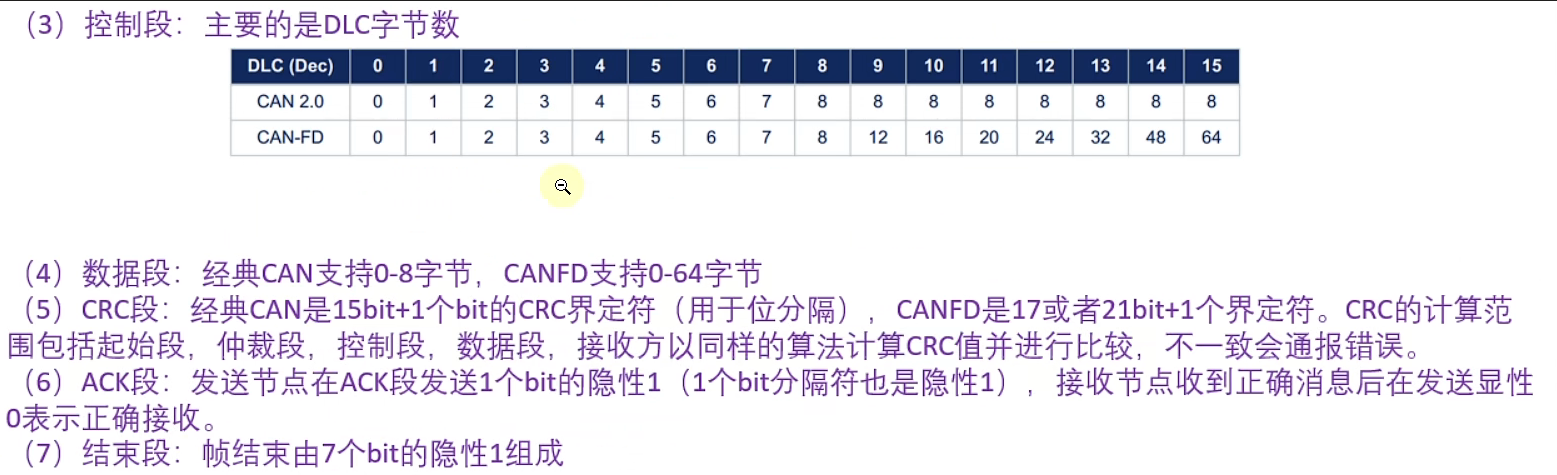 （3）控制段：主要的是DLC字节数
DLC (Dec) 0 1 2 3 4 5 6 7 8 9 10 11 12 13 14 15
CAN 2.0 0 1 2 3 4 5 6 7 8 8 8 8 8 8 8 8
CAN-FD 0 1 2 3 4 5 6 7 8 12 16 20 24 32 48 64
（4）数据段：经典CAN支持0-8字节，CANFD支持0-64字节
（5）CRC段：经典CAN是15bit+1个bit的CRC界定符（用于位分隔），CANFD是17或者21bit+1个界定符。CRC的计算范
围包括起始段，仲裁段，控制段，数据段，接收方以同样的算法计算CRC值并进行比较，不一致会通报错误。
（6）ACK段：发送节点在ACK段发送1个bit的隐性1（1个bit分隔符也是隐性1），接收节点收到正确消息后在发送显性
0表示正确接收。
（7）结束段：帧结束由7个bit的隐性1组成